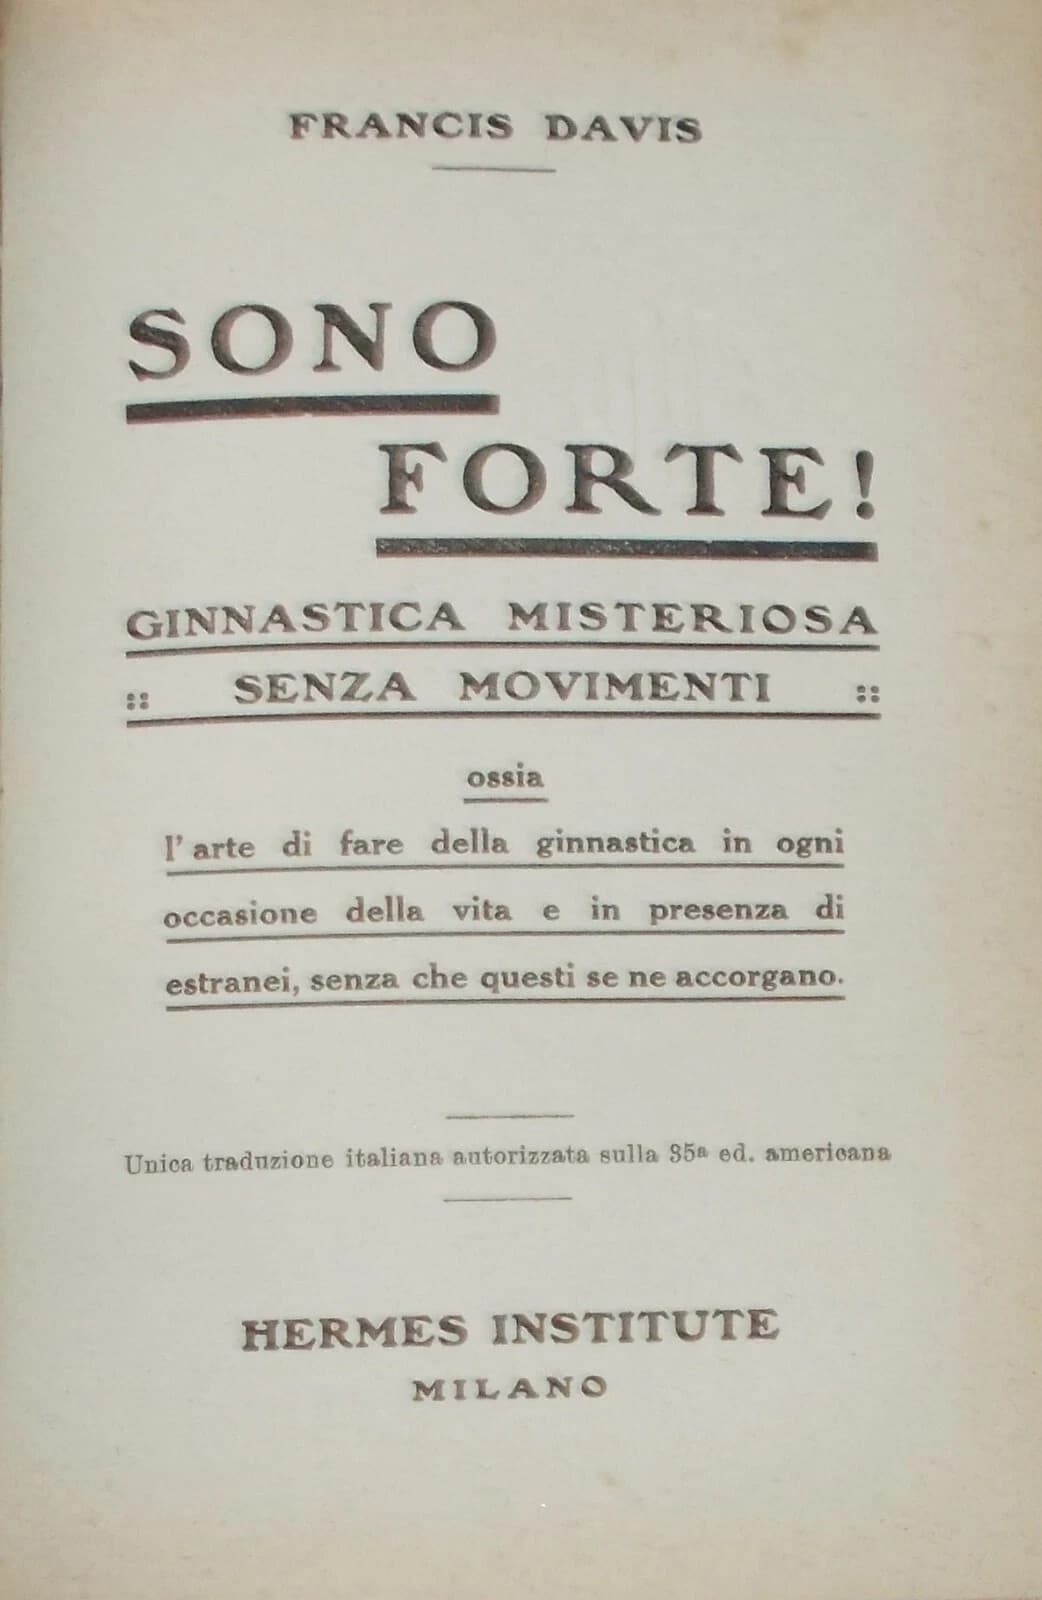 FRANCIS DAVIS
SONO
FORTE!
GINNASTICA MISTERIOSA
:: SENZA MOVIMENTI ::
ossia
l'arte di fare della ginnastica in ogni
occasione della vita e in presenza di
estranei, senza che questi se ne accorgano.
Unica traduzione italiana autorizzata sulla 35ª ed. americana
HERMES INSTITUTE
MILANO